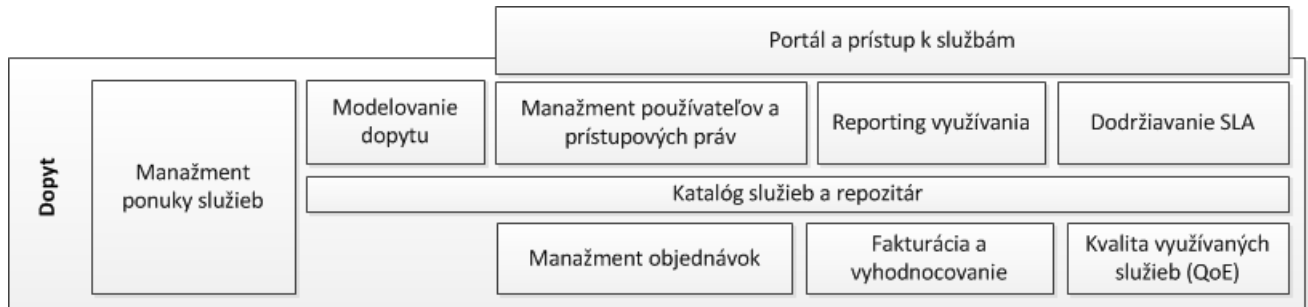 Portál a prístup k službám
Dopyt
Manažment
ponuky služieb
Modelovanie
dopytu
Manažment používateľov a
prístupových práv
Reporting využívania
Dodržiavanie SLA
Katalóg služieb a repozitár
Manažment objednávok
Fakturácia a
vyhodnocovanie
Kvalita využívaných
služieb (QoE)